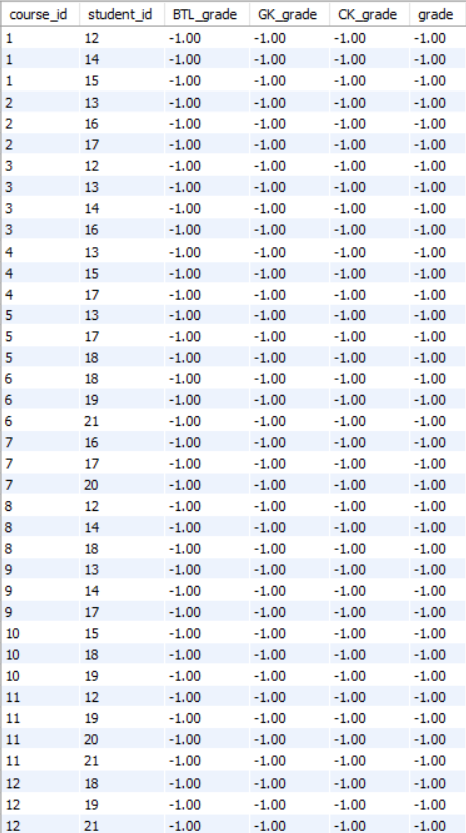 course_id student_id BTL_grade GK_grade CK_grade grade
1 12 -1.00 -1.00 -1.00 -1.00
1 14 -1.00 -1.00 -1.00 -1.00
1 15 -1.00 -1.00 -1.00 -1.00
2 13 -1.00 -1.00 -1.00 -1.00
2 16 -1.00 -1.00 -1.00 -1.00
2 17 -1.00 -1.00 -1.00 -1.00
3 12 -1.00 -1.00 -1.00 -1.00
3 13 -1.00 -1.00 -1.00 -1.00
3 14 -1.00 -1.00 -1.00 -1.00
3 16 -1.00 -1.00 -1.00 -1.00
4 13 -1.00 -1.00 -1.00 -1.00
4 15 -1.00 -1.00 -1.00 -1.00
4 17 -1.00 -1.00 -1.00 -1.00
5 13 -1.00 -1.00 -1.00 -1.00
5 17 -1.00 -1.00 -1.00 -1.00
5 18 -1.00 -1.00 -1.00 -1.00
6 18 -1.00 -1.00 -1.00 -1.00
6 19 -1.00 -1.00 -1.00 -1.00
6 21 -1.00 -1.00 -1.00 -1.00
7 16 -1.00 -1.00 -1.00 -1.00
7 17 -1.00 -1.00 -1.00 -1.00
7 20 -1.00 -1.00 -1.00 -1.00
8 12 -1.00 -1.00 -1.00 -1.00
8 14 -1.00 -1.00 -1.00 -1.00
8 18 -1.00 -1.00 -1.00 -1.00
9 13 -1.00 -1.00 -1.00 -1.00
9 14 -1.00 -1.00 -1.00 -1.00
9 17 -1.00 -1.00 -1.00 -1.00
10 15 -1.00 -1.00 -1.00 -1.00
10 18 -1.00 -1.00 -1.00 -1.00
10 19 -1.00 -1.00 -1.00 -1.00
11 12 -1.00 -1.00 -1.00 -1.00
11 19 -1.00 -1.00 -1.00 -1.00
11 20 -1.00 -1.00 -1.00 -1.00
11 21 -1.00 -1.00 -1.00 -1.00
12 18 -1.00 -1.00 -1.00 -1.00
12 19 -1.00 -1.00 -1.00 -1.00
12 21 -1.00 -1.00 -1.00 -1.00